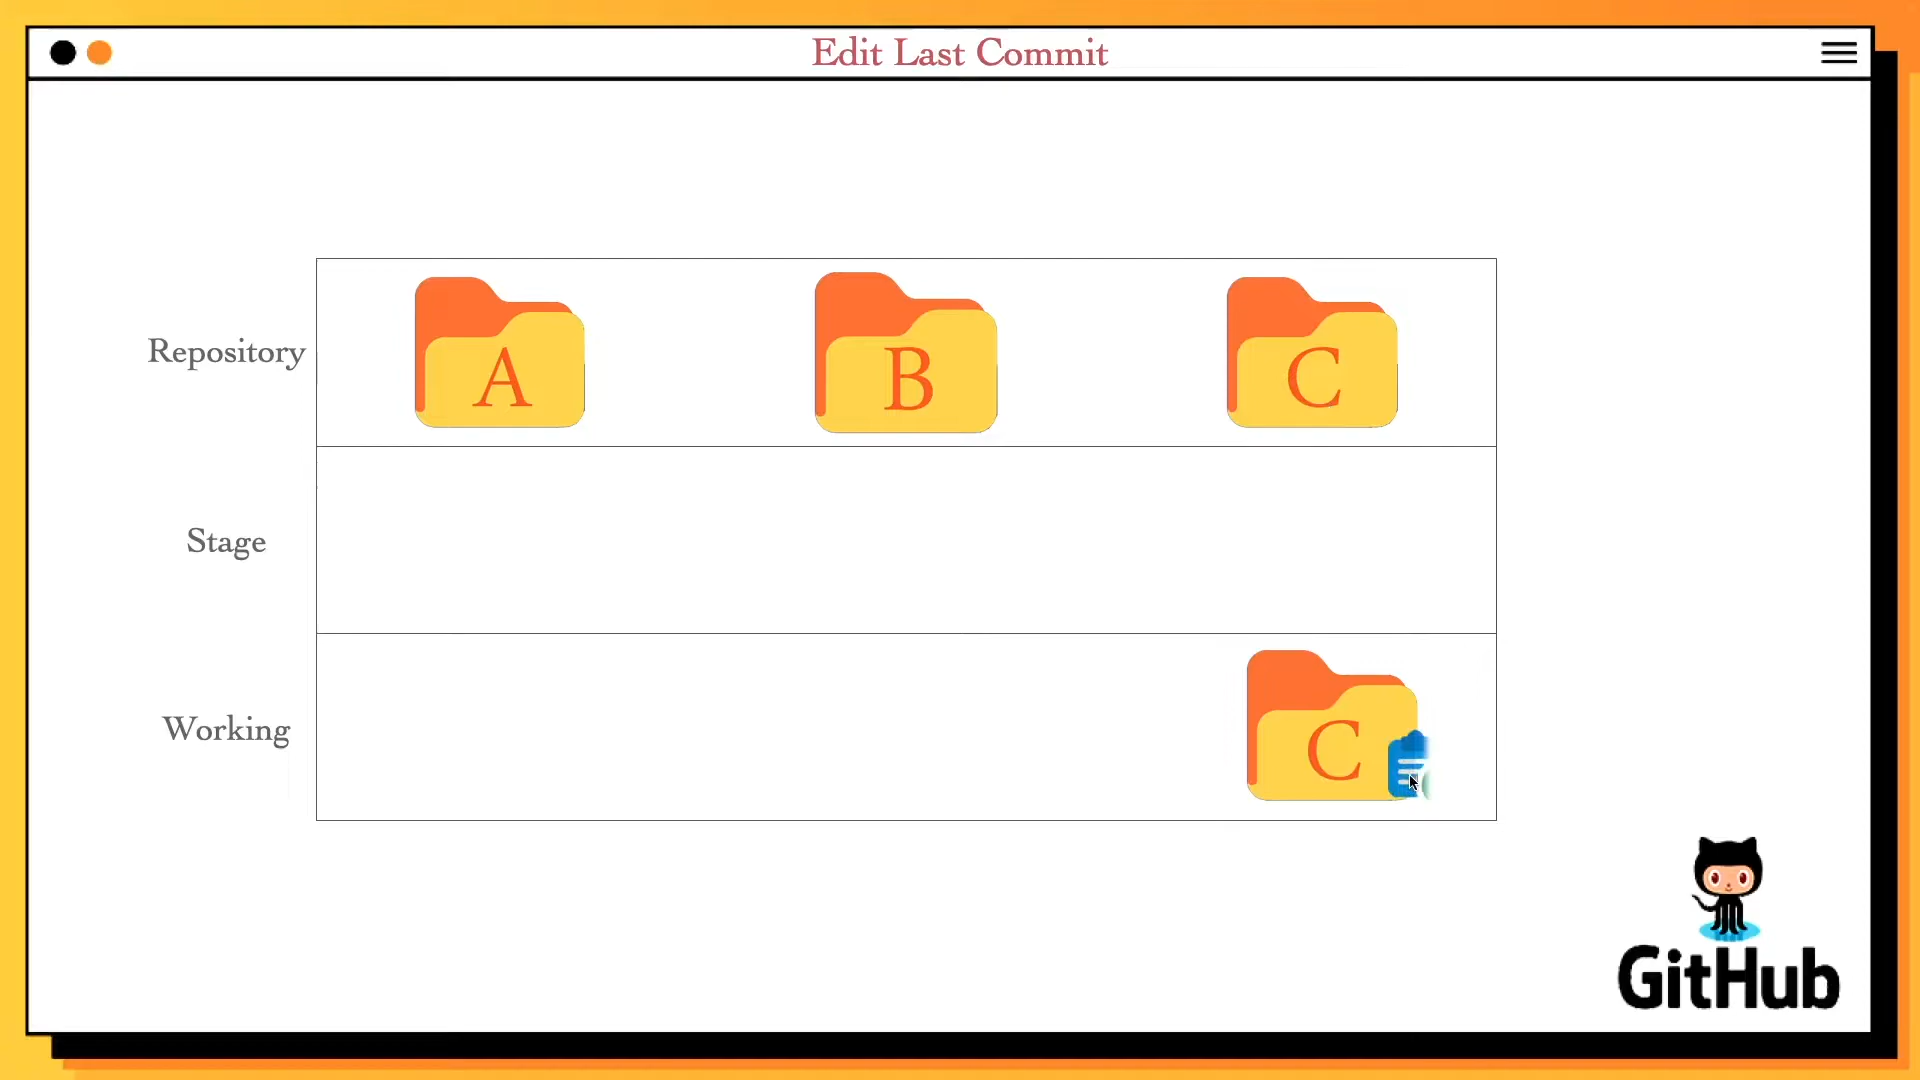 Edit Last Commit
Repository
A
B
C
Stage
Working
C
GitHub